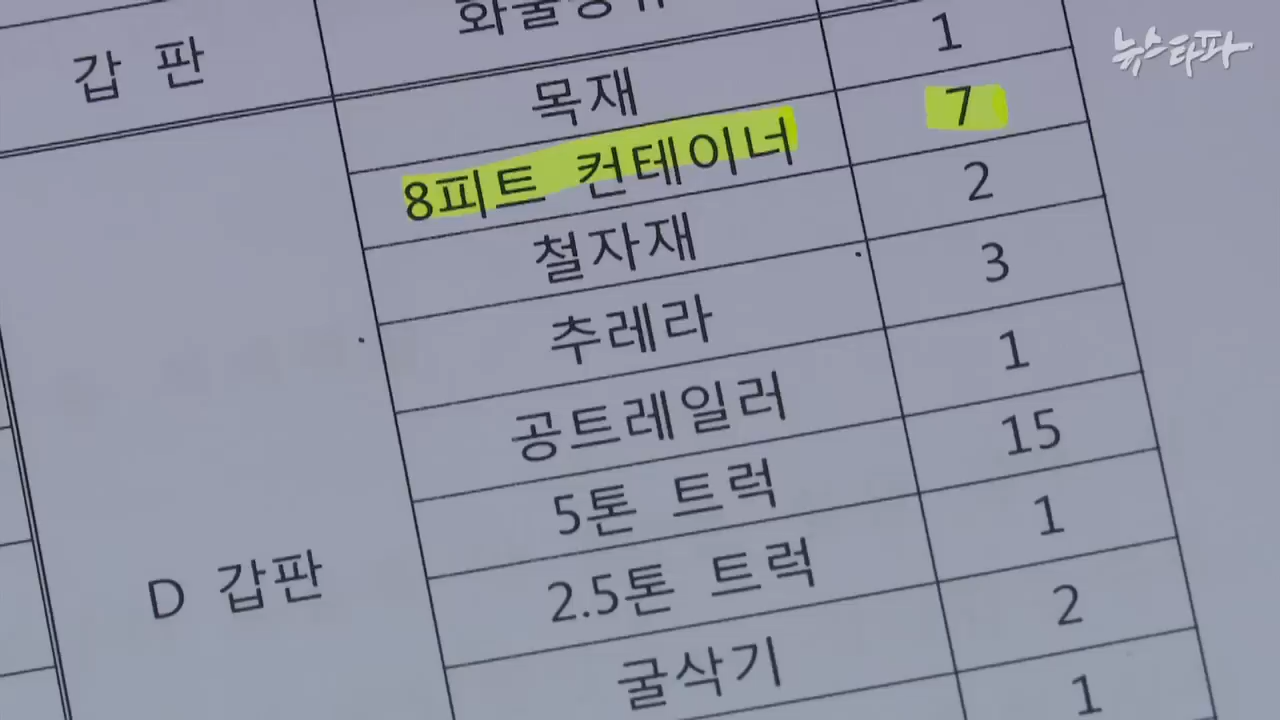 갑 판
목재 1
8피트 컨테이너 7
철자재 2
추레라 3
공트레일러 1
5톤 트럭 15
D 갑판
2.5톤 트럭 1
굴삭기 2
1
뉴스타파